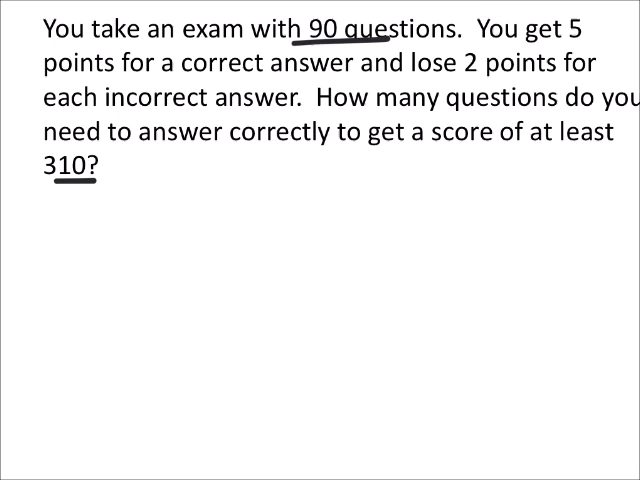 You take an exam with 90 questions.  You get 5
points for a correct answer and lose 2 points for
each incorrect answer.  How many questions do you
need to answer correctly to get a score of at least
310?